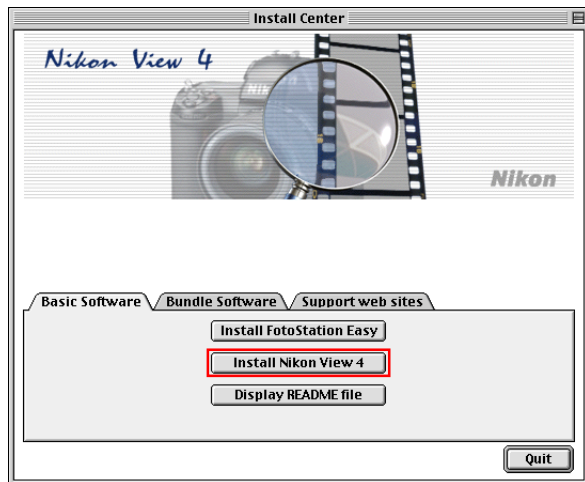 Install Center
Nikon View 4
NIK
Nikon
Basic Software
Bundle Software
Support web sites
Install FotoStation Easy
Install Nikon View 4
Display README file
Quit